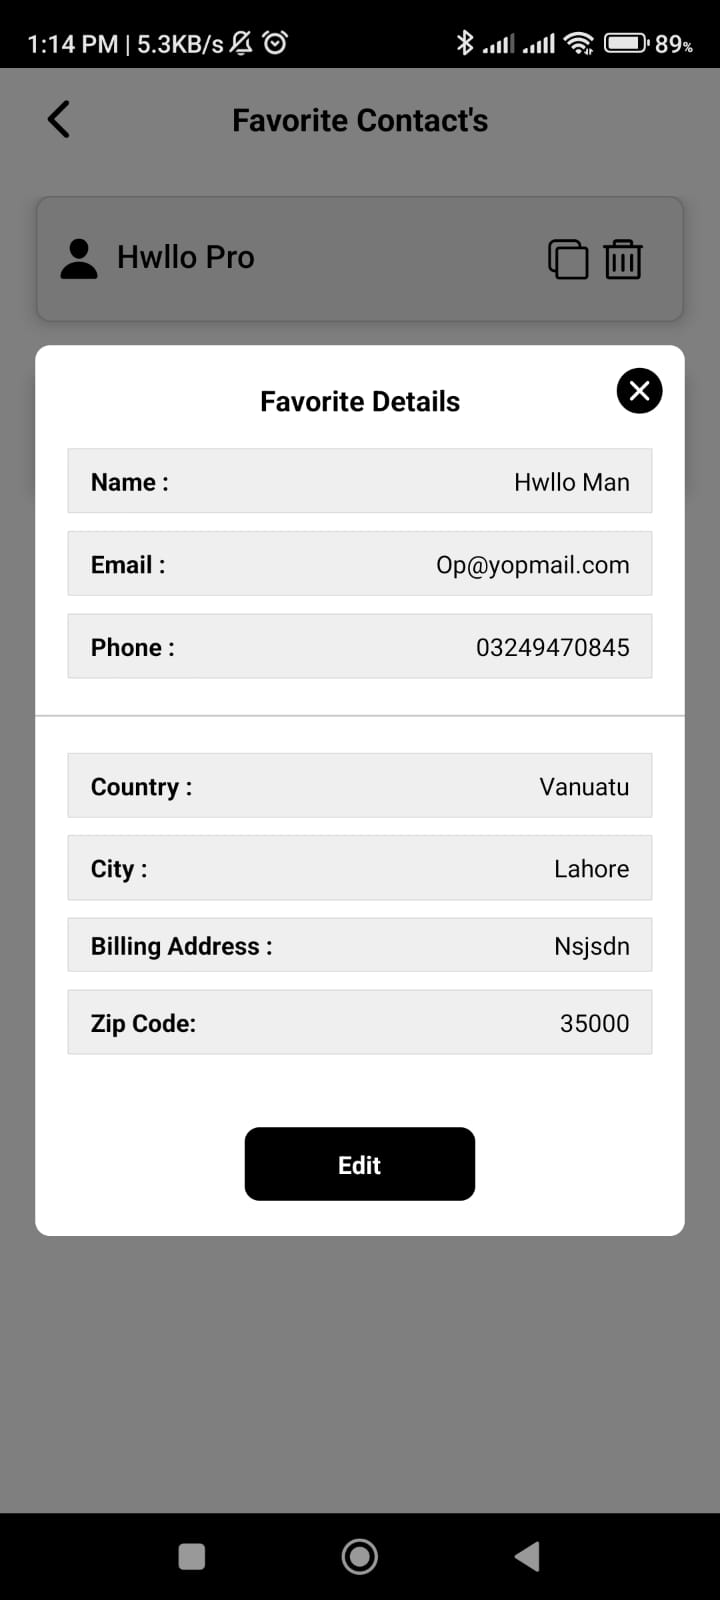 1:14 PM | 5.3KB/s 89%
Favorite Contact's
Hwllo Pro
Favorite Details
Name : Hwllo Man
Email : Op@yopmail.com
Phone : 03249470845
Country : Vanuatu
City : Lahore
Billing Address : Nsjsdn
Zip Code: 35000
Edit